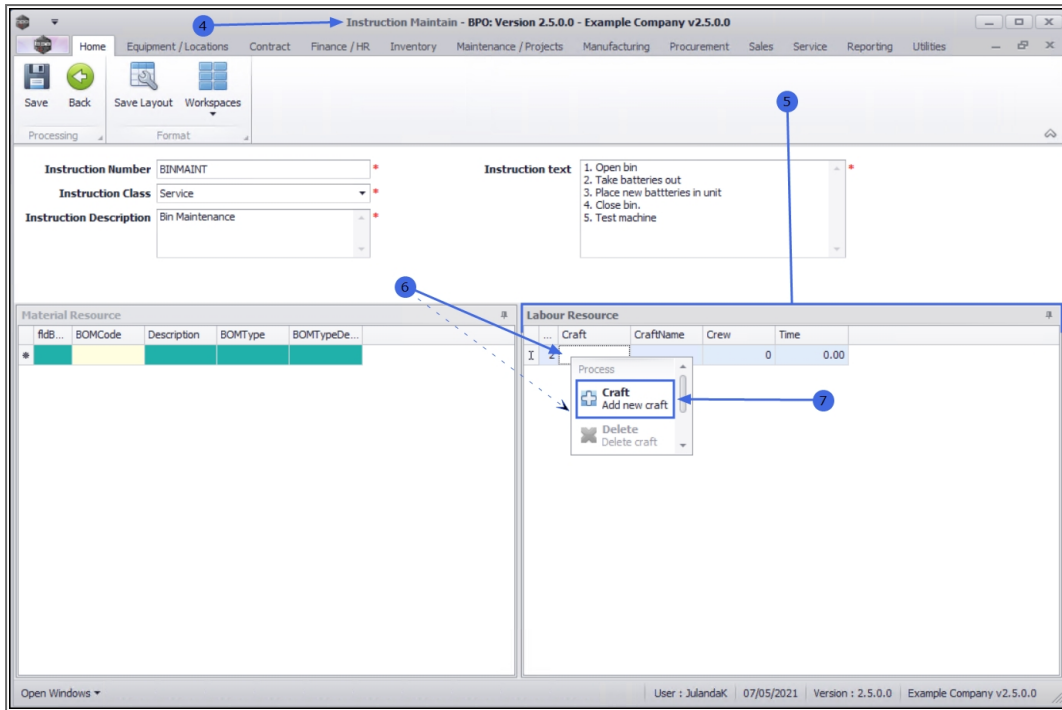 4
Instruction Maintain - BPO: Version 2.5.0.0 - Example Company v2.5.0.0
Home Equipment / Locations Contract Finance / HR Inventory Maintenance / Projects Manufacturing Procurement Sales Service Reporting Utilities
Save Back Save Layout Workspaces
5
Processing Format
Instruction Number BINMAINT *
Instruction Class Service *
Instruction Description Bin Maintenance *
Instruction text *
1. Open bin
2. Take batteries out
3. Place new battteries in unit
4. Close bin.
5. Test machine
6
Material Resource
fldB... BOMCode Description BOMType BOMTypeDe...
Labour Resource
... Craft CraftName Crew Time
2 0 0.00
Process
Craft
Add new craft
7
Delete
Delete craft
Open Windows User : JulandaK 07/05/2021 Version : 2.5.0.0 Example Company v2.5.0.0